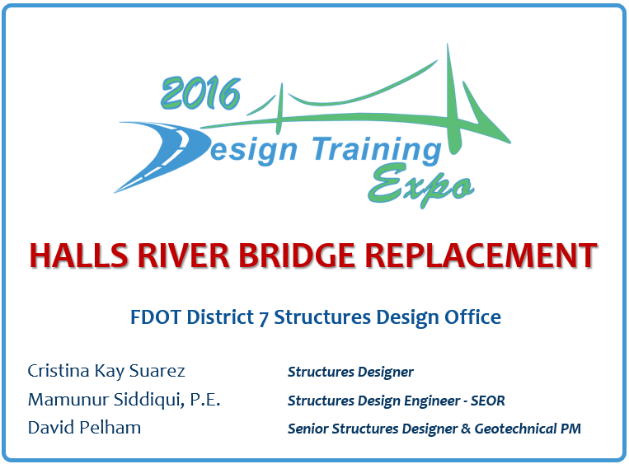 2016
Design Training
Expo
HALLS RIVER BRIDGE REPLACEMENT
FDOT District 7 Structures Design Office
Cristina Kay Suarez Structures Designer
Mamunur Siddiqui, P.E. Structures Design Engineer - SEOR
David Pelham Senior Structures Designer & Geotechnical PM